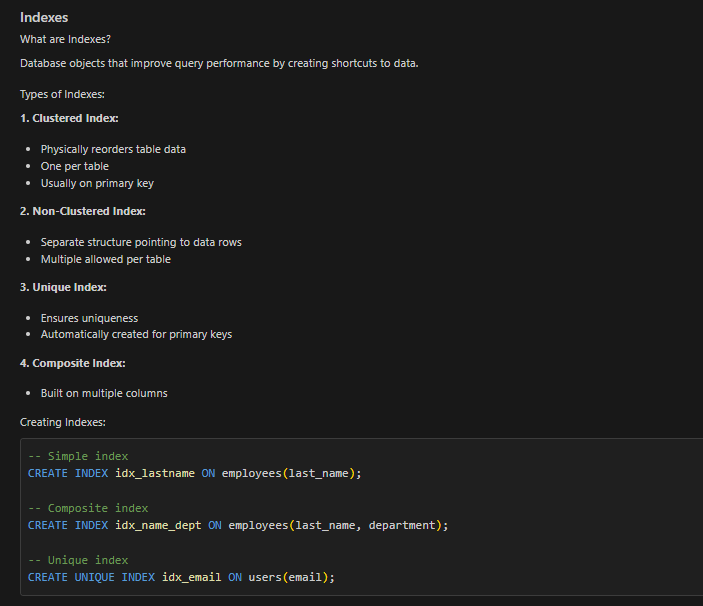 Indexes
What are Indexes?
Database objects that improve query performance by creating shortcuts to data.
Types of Indexes:
1. Clustered Index:
• Physically reorders table data
• One per table
• Usually on primary key
2. Non-Clustered Index:
• Separate structure pointing to data rows
• Multiple allowed per table
3. Unique Index:
• Ensures uniqueness
• Automatically created for primary keys
4. Composite Index:
• Built on multiple columns
Creating Indexes:
-- Simple index
CREATE INDEX idx_lastname ON employees(last_name);
-- Composite index
CREATE INDEX idx_name_dept ON employees(last_name, department);
-- Unique index
CREATE UNIQUE INDEX idx_email ON users(email);